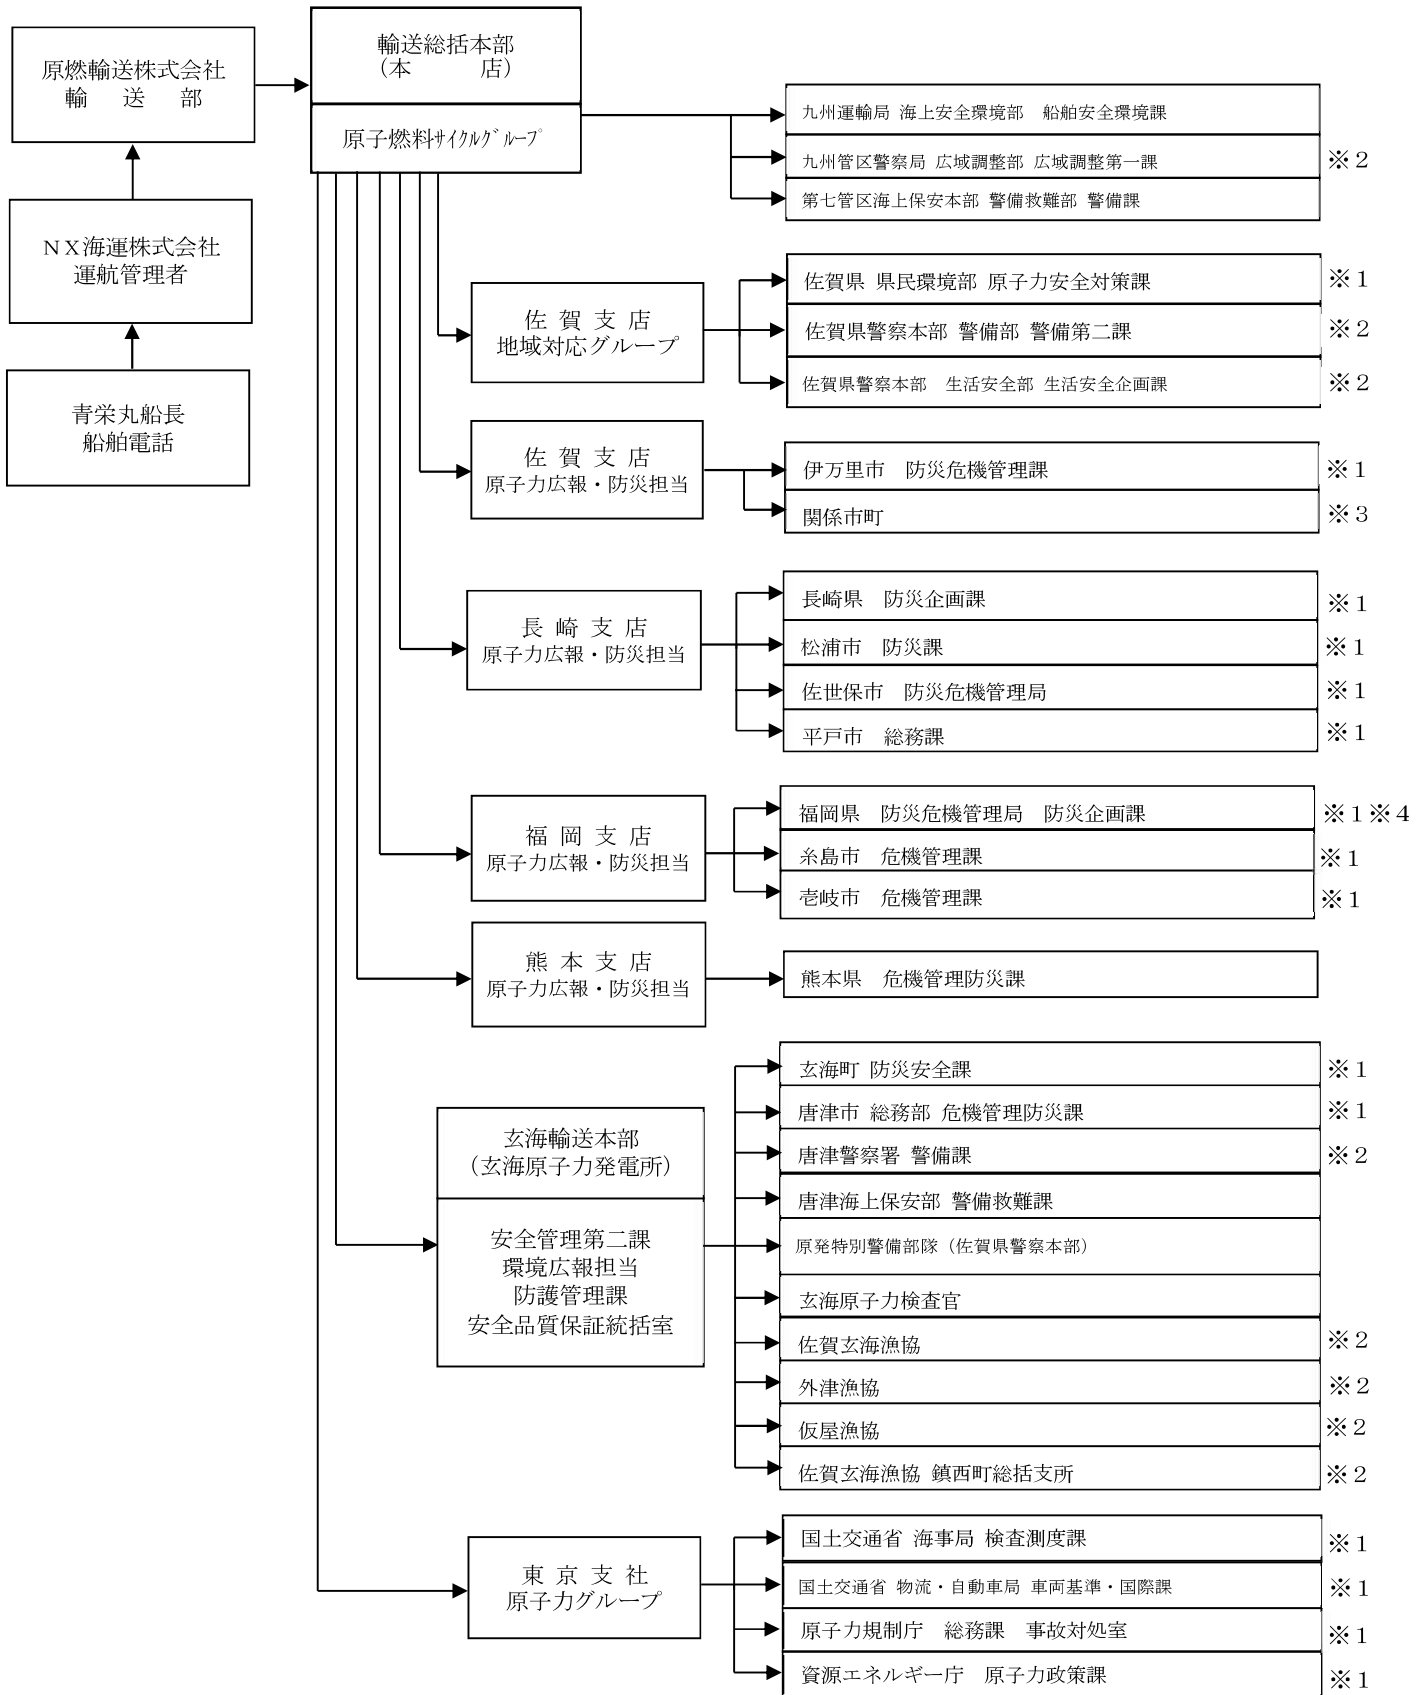 原燃輸送株式会社
輸　送　部
NX海運株式会社
運航管理者
青栄丸船長
船舶電話
輸送総括本部
（本　　　店）
原子燃料ｻｲｸﾙｸﾞﾙｰﾌﾟ
九州運輸局 海上安全環境部　船舶安全環境課
九州管区警察局 広域調整部 広域調整第一課 ※２
第七管区海上保安本部 警備救難部 警備課
佐 賀 支 店
地域対応グループ
佐賀県 県民環境部 原子力安全対策課 ※１
佐賀県警察本部 警備部 警備第二課 ※２
佐賀県警察本部　生活安全部 生活安全企画課 ※２
佐 賀 支 店
原子力広報・防災担当
伊万里市　防災危機管理課 ※１
関係市町 ※３
長 崎 支 店
原子力広報・防災担当
長崎県　防災企画課 ※１
松浦市　防災課 ※１
佐世保市　防災危機管理局 ※１
平戸市　総務課 ※１
福 岡 支 店
原子力広報・防災担当
福岡県　防災危機管理局　防災企画課 ※１※４
糸島市　危機管理課 ※１
壱岐市　危機管理課 ※１
熊 本 支 店
原子力広報・防災担当
熊本県　危機管理防災課
玄海輸送本部
（玄海原子力発電所）
安全管理第二課
環境広報担当
防護管理課
安全品質保証統括室
玄海町 防災安全課 ※１
唐津市 総務部 危機管理防災課 ※１
唐津警察署 警備課 ※２
唐津海上保安部 警備救難課
原発特別警備部隊（佐賀県警察本部）
玄海原子力検査官
佐賀玄海漁協 ※２
外津漁協 ※２
仮屋漁協 ※２
佐賀玄海漁協 鎮西町総括支所 ※２
東 京 支 社
原子力グループ
国土交通省 海事局 検査測度課 ※１
国土交通省 物流・自動車局 車両基準・国際課 ※１
原子力規制庁　総務課　事故対処室 ※１
資源エネルギー庁　原子力政策課 ※１